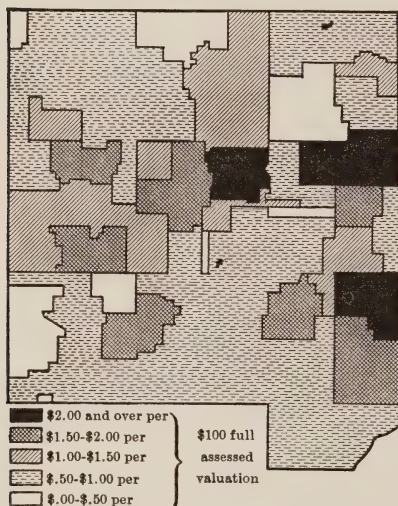 $2.00 and over per
$1.50-$2.00 per
$1.00-$1.50 per
$.50-$1.00 per
$.00-$.50 per
$100 full
assessed
valuation